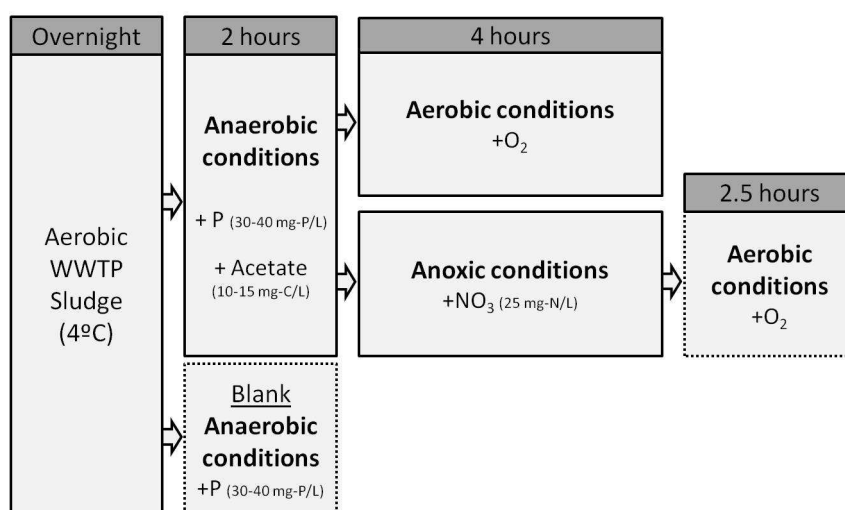 Overnight
Aerobic
WWTP
Sludge
(4ºC)
2 hours
Anaerobic
conditions
+ P (30-40 mg-P/L)
+ Acetate
(10-15 mg-C/L)
Blank
Anaerobic
conditions
+P (30-40 mg-P/L)
4 hours
Aerobic conditions
+O₂
Anoxic conditions
+NO₃ (25 mg-N/L)
2.5 hours
Aerobic
conditions
+O₂